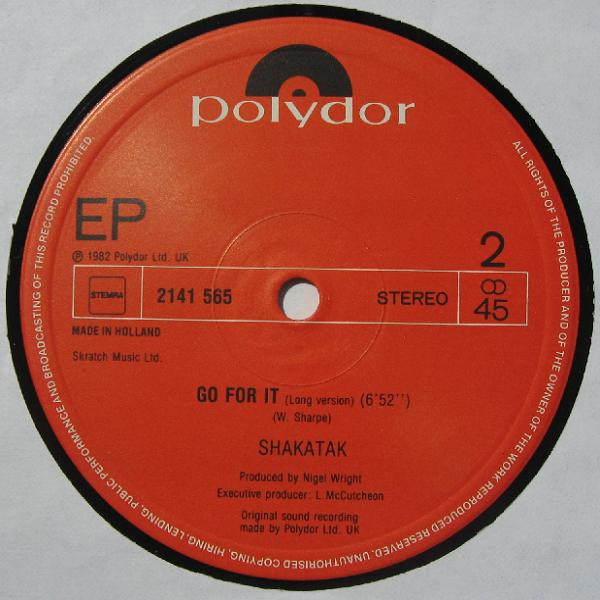 polydor
EP
℗ 1982 Polydor Ltd. UK
2
STEMRA
2141 565
STEREO
45
MADE IN HOLLAND
Skratch Music Ltd.
GO FOR IT (Long version) (6'52'')
(W. Sharpe)
SHAKATAK
Produced by Nigel Wright
Executive producer: L.McCutcheon
Original sound recording
made by Polydor Ltd. UK
ALL RIGHTS OF THE PRODUCER AND OF THE OWNER OF THE WORK REPRODUCED RESERVED. UNAUTHORISED COPYING, HIRING, LENDING, PUBLIC PERFORMANCE AND BROADCASTING OF THIS RECORD PROHIBITED.